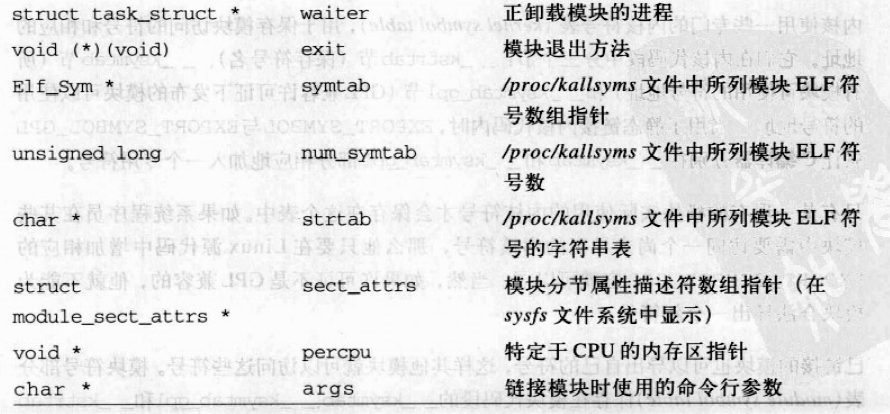 struct task_struct * waiter 正卸载模块的进程
void (*)(void) exit 模块退出方法
Elf_Sym * symtab /proc/kallsyms 文件中所列模块 ELF 符
号数组指针
unsigned long num_symtab /proc/kallsyms 文件中所列模块 ELF 符
号数
char * strtab /proc/kallsyms 文件中所列模块 ELF 符
号的字符串表
struct sect_attrs 模块分节属性描述符数组指针（在
module_sect_attrs * sysfs 文件系统中显示）
void * percpu 特定于 CPU 的内存区指针
char * args 链接模块时使用的命令行参数